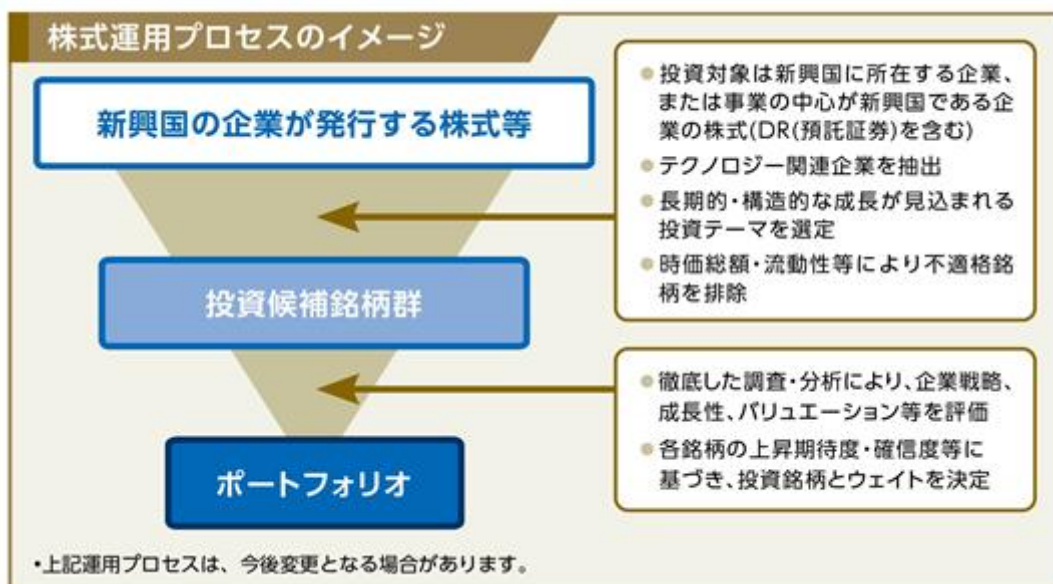 株式運用プロセスのイメージ
新興国の企業が発行する株式等
●投資対象は新興国に所在する企業、
または事業の中心が新興国である企
業の株式(DR(預託証券)を含む)
●テクノロジー関連企業を抽出
●長期的・構造的な成長が見込まれる
投資テーマを選定
●時価総額・流動性等により不適格銘
柄を排除
投資候補銘柄群
●徹底した調査・分析により、企業戦略、
成長性、バリュエーション等を評価
●各銘柄の上昇期待度・確信度等に
基づき、投資銘柄とウェイトを決定
ポートフォリオ
・上記運用プロセスは、今後変更となる場合があります。